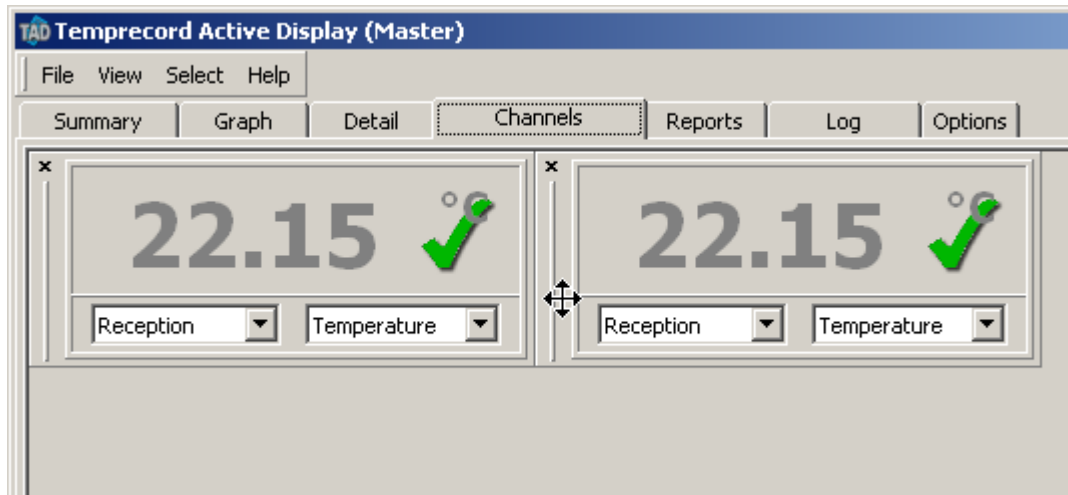 TAD Temprecord Active Display (Master)
File View Select Help
Summary Graph Detail Channels Reports Log Options
x x
22.15 °C 22.15 °C
Reception Temperature Reception Temperature